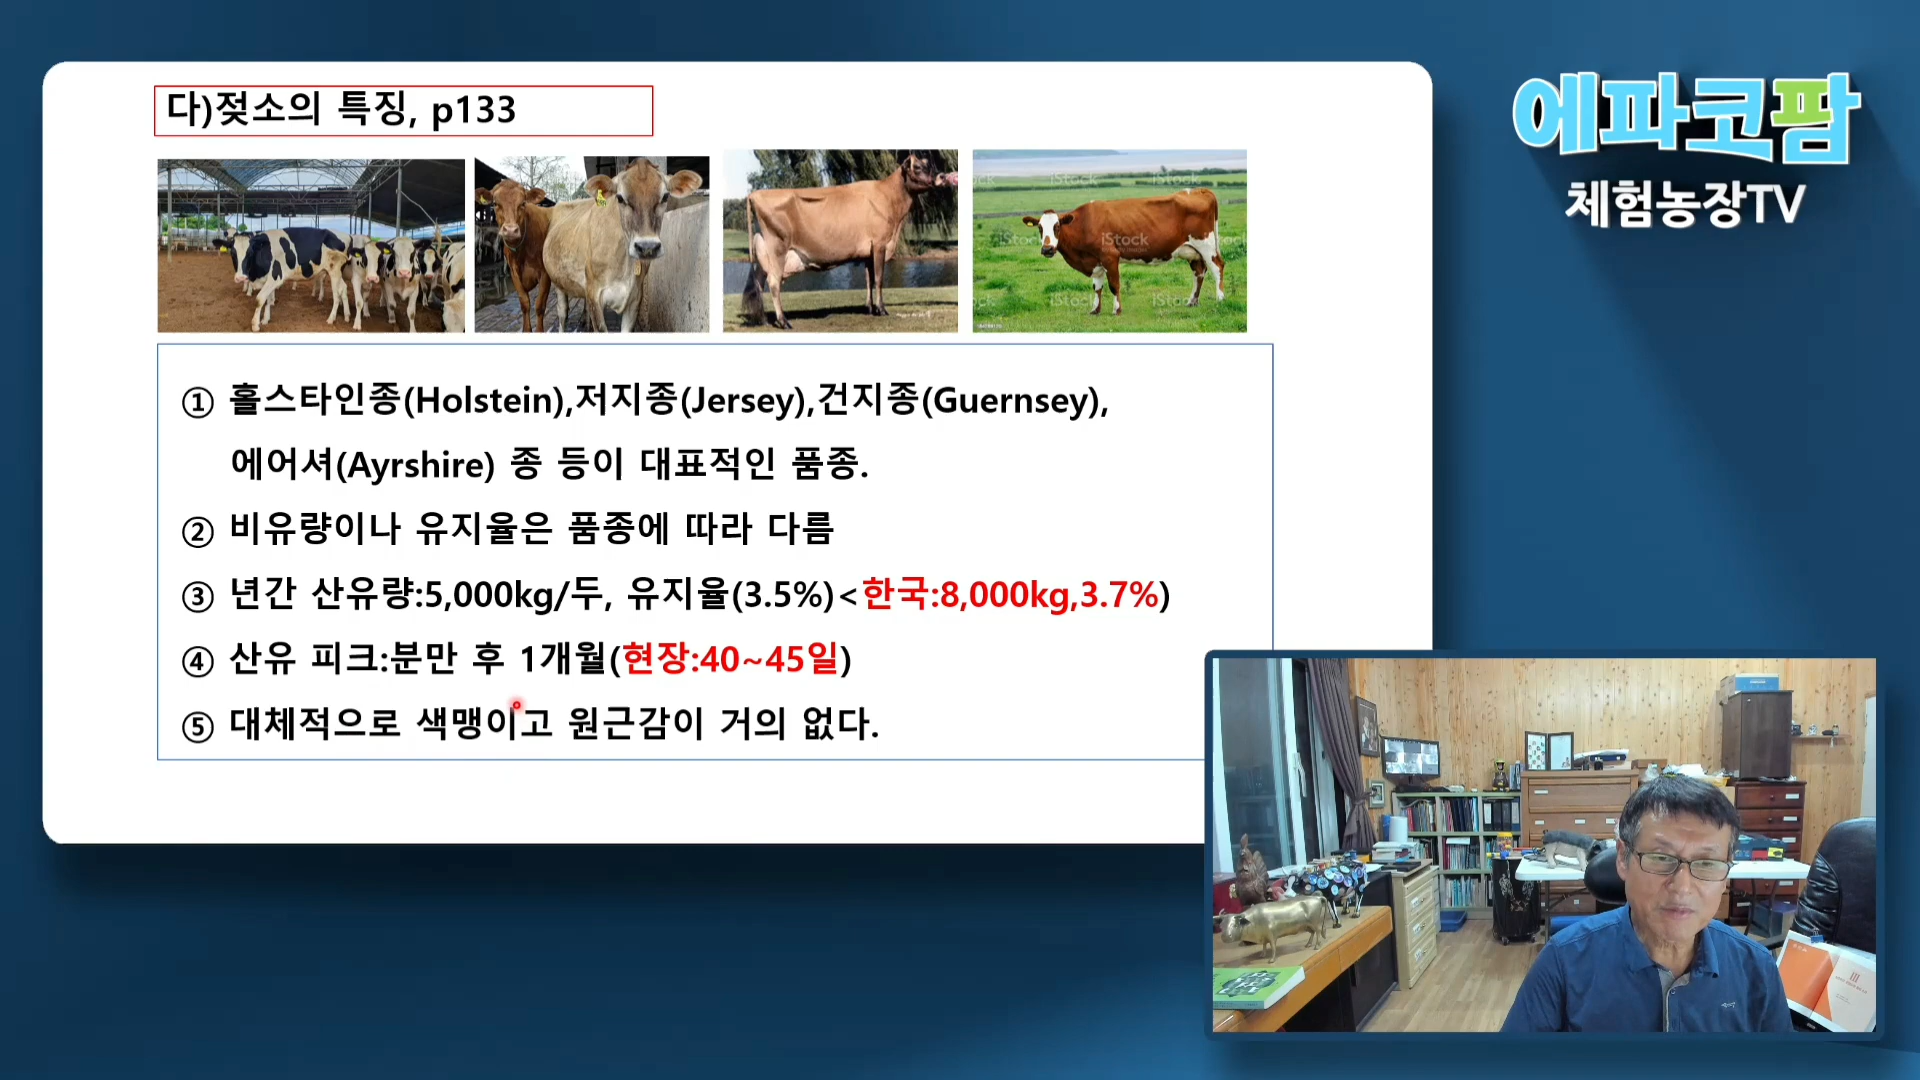 다)젖소의 특징, p133
에파코팜
체험농장TV
iStock
iStock
iStock
iStock
iStock
① 홀스타인종(Holstein),저지종(Jersey),건지종(Guernsey),
에어셔(Ayrshire) 종 등이 대표적인 품종.
② 비유량이나 유지율은 품종에 따라 다름
③ 년간 산유량:5,000kg/두, 유지율(3.5%)<한국:8,000kg,3.7%)
④ 산유 피크:분만 후 1개월(현장:40~45일)
⑤ 대체적으로 색맹이고 원근감이 거의 없다.